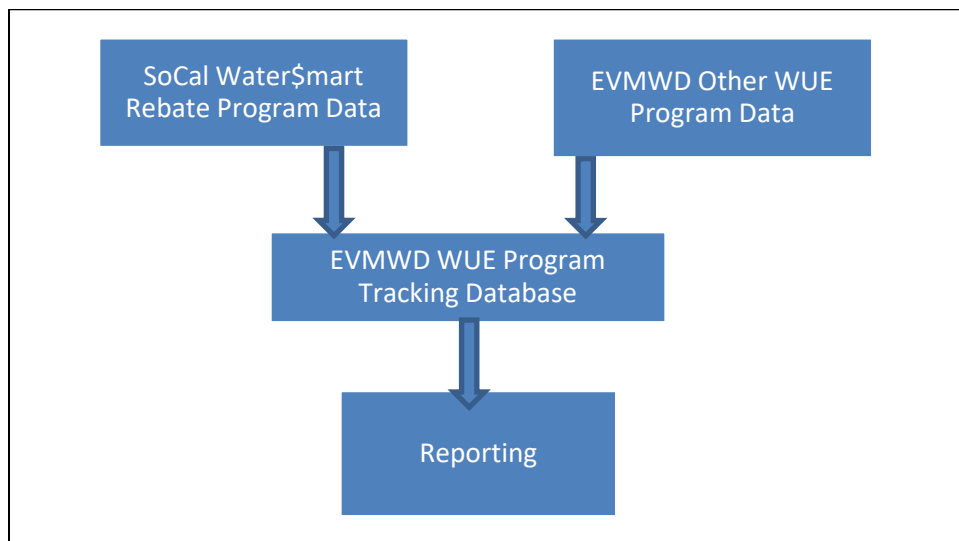 SoCal Water$mart
Rebate Program Data
EVMWD Other WUE
Program Data
EVMWD WUE Program
Tracking Database
Reporting